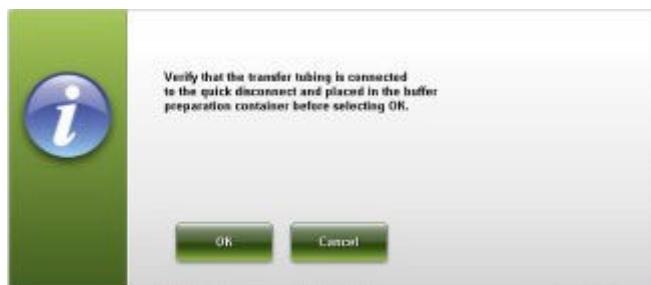 Verify that the transfer tubing is connected
to the quick disconnect and placed in the buffer
preparation container before selecting OK.
OK
Cancel